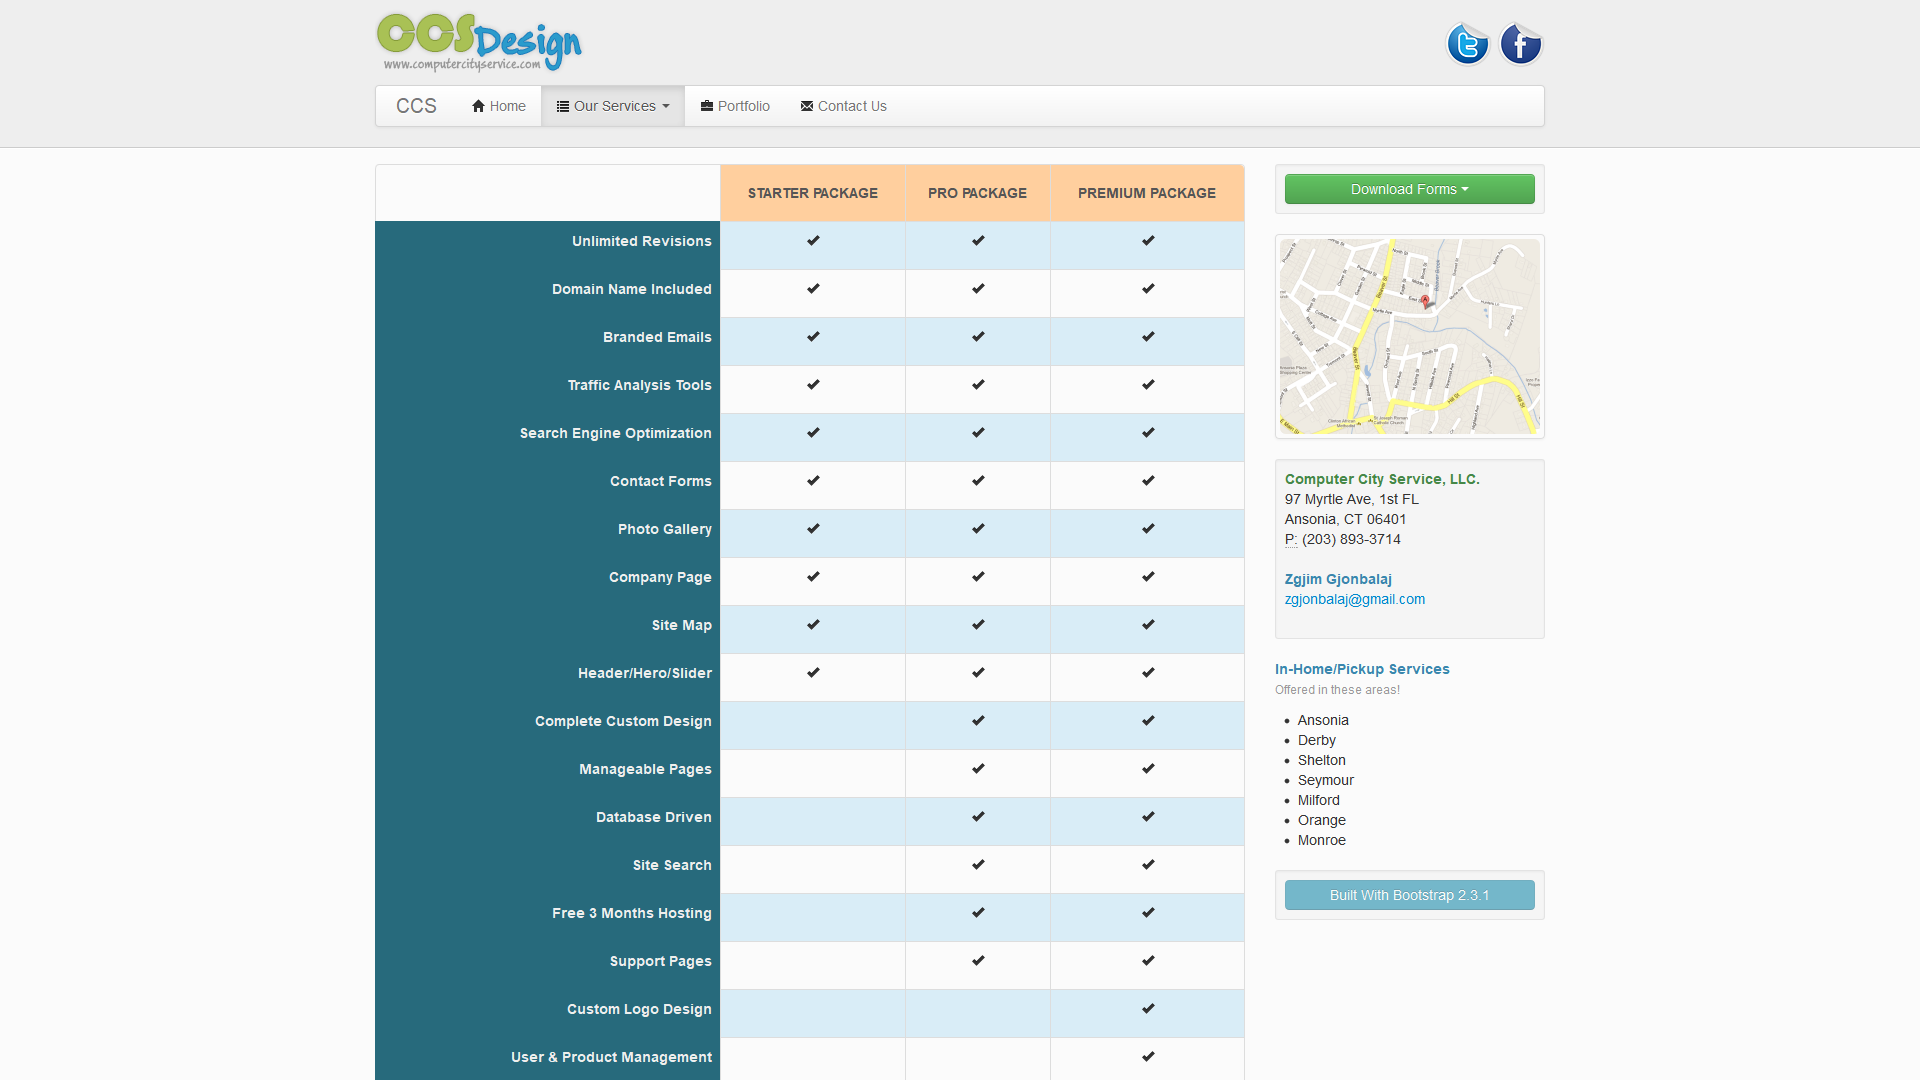 CCS Design
www.computercityservice.com
CCS
Home
Our Services
Portfolio
Contact Us
STARTER PACKAGE
PRO PACKAGE
PREMIUM PACKAGE
Unlimited Revisions
Domain Name Included
Branded Emails
Traffic Analysis Tools
Search Engine Optimization
Contact Forms
Photo Gallery
Company Page
Site Map
Header/Hero/Slider
Complete Custom Design
Manageable Pages
Database Driven
Site Search
Free 3 Months Hosting
Support Pages
Custom Logo Design
User & Product Management
Download Forms
Computer City Service, LLC.
97 Myrtle Ave, 1st FL
Ansonia, CT 06401
P: (203) 893-3714
Zgjim Gjonbalaj
zgjonbalaj@gmail.com
In-Home/Pickup Services
Offered in these areas!
Ansonia
Derby
Shelton
Seymour
Milford
Orange
Monroe
Built With Bootstrap 2.3.1